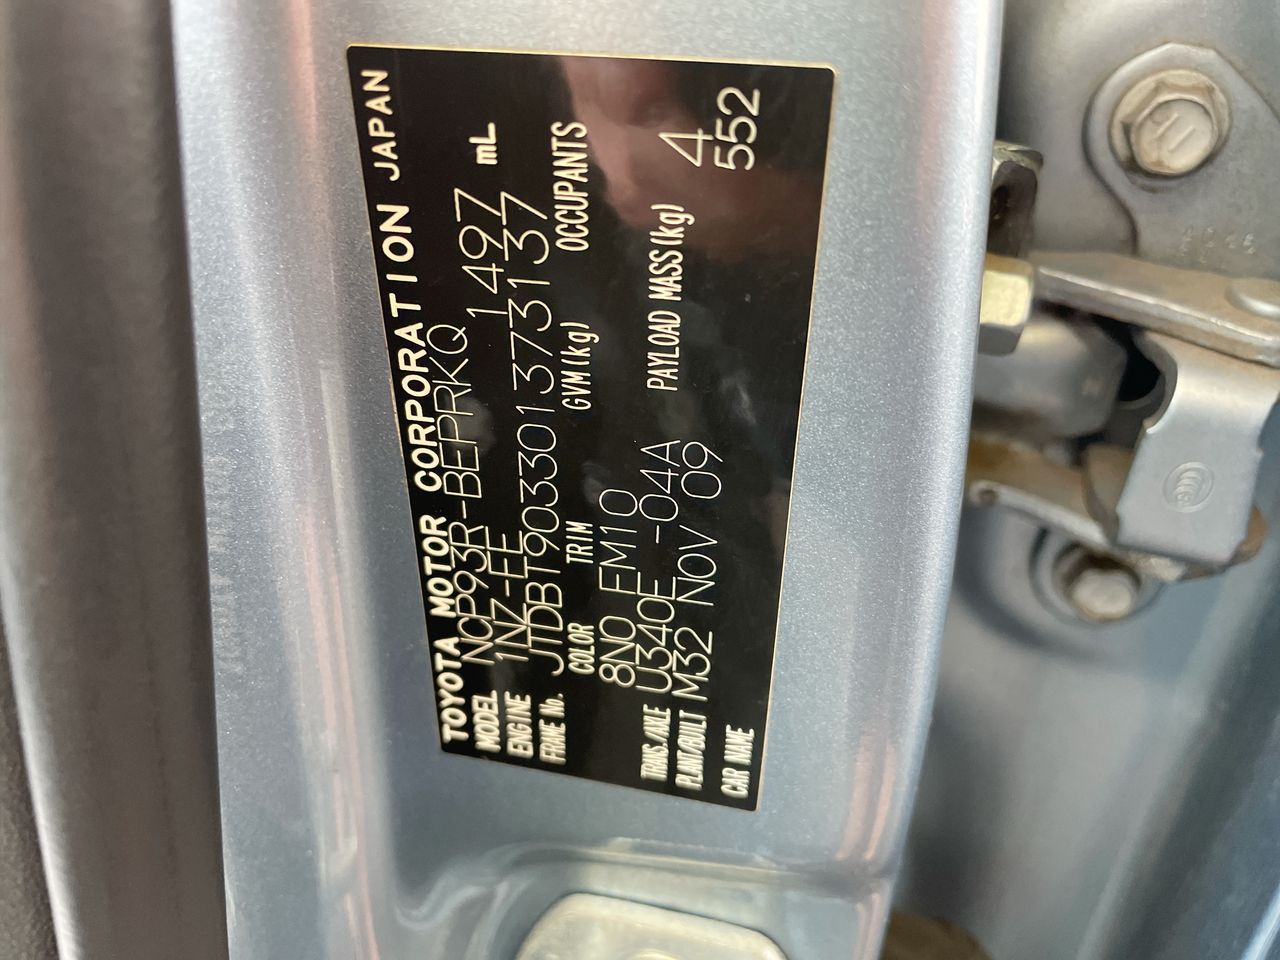 TOYOTA MOTOR CORPORATION JAPAN
MODEL NCP93R-BEPRKQ
ENGINE 1NZ-FE 1497 mL
FRAME No. JTDBT903301373137
COLOR TRIM GVM(kg) OCCUPANTS
8N0 FM10 4
TRANS./AXLE U340E -04A PAYLOAD MASS(kg) 552
PLANT/BUILT M32 NOV 09
CAR NAME